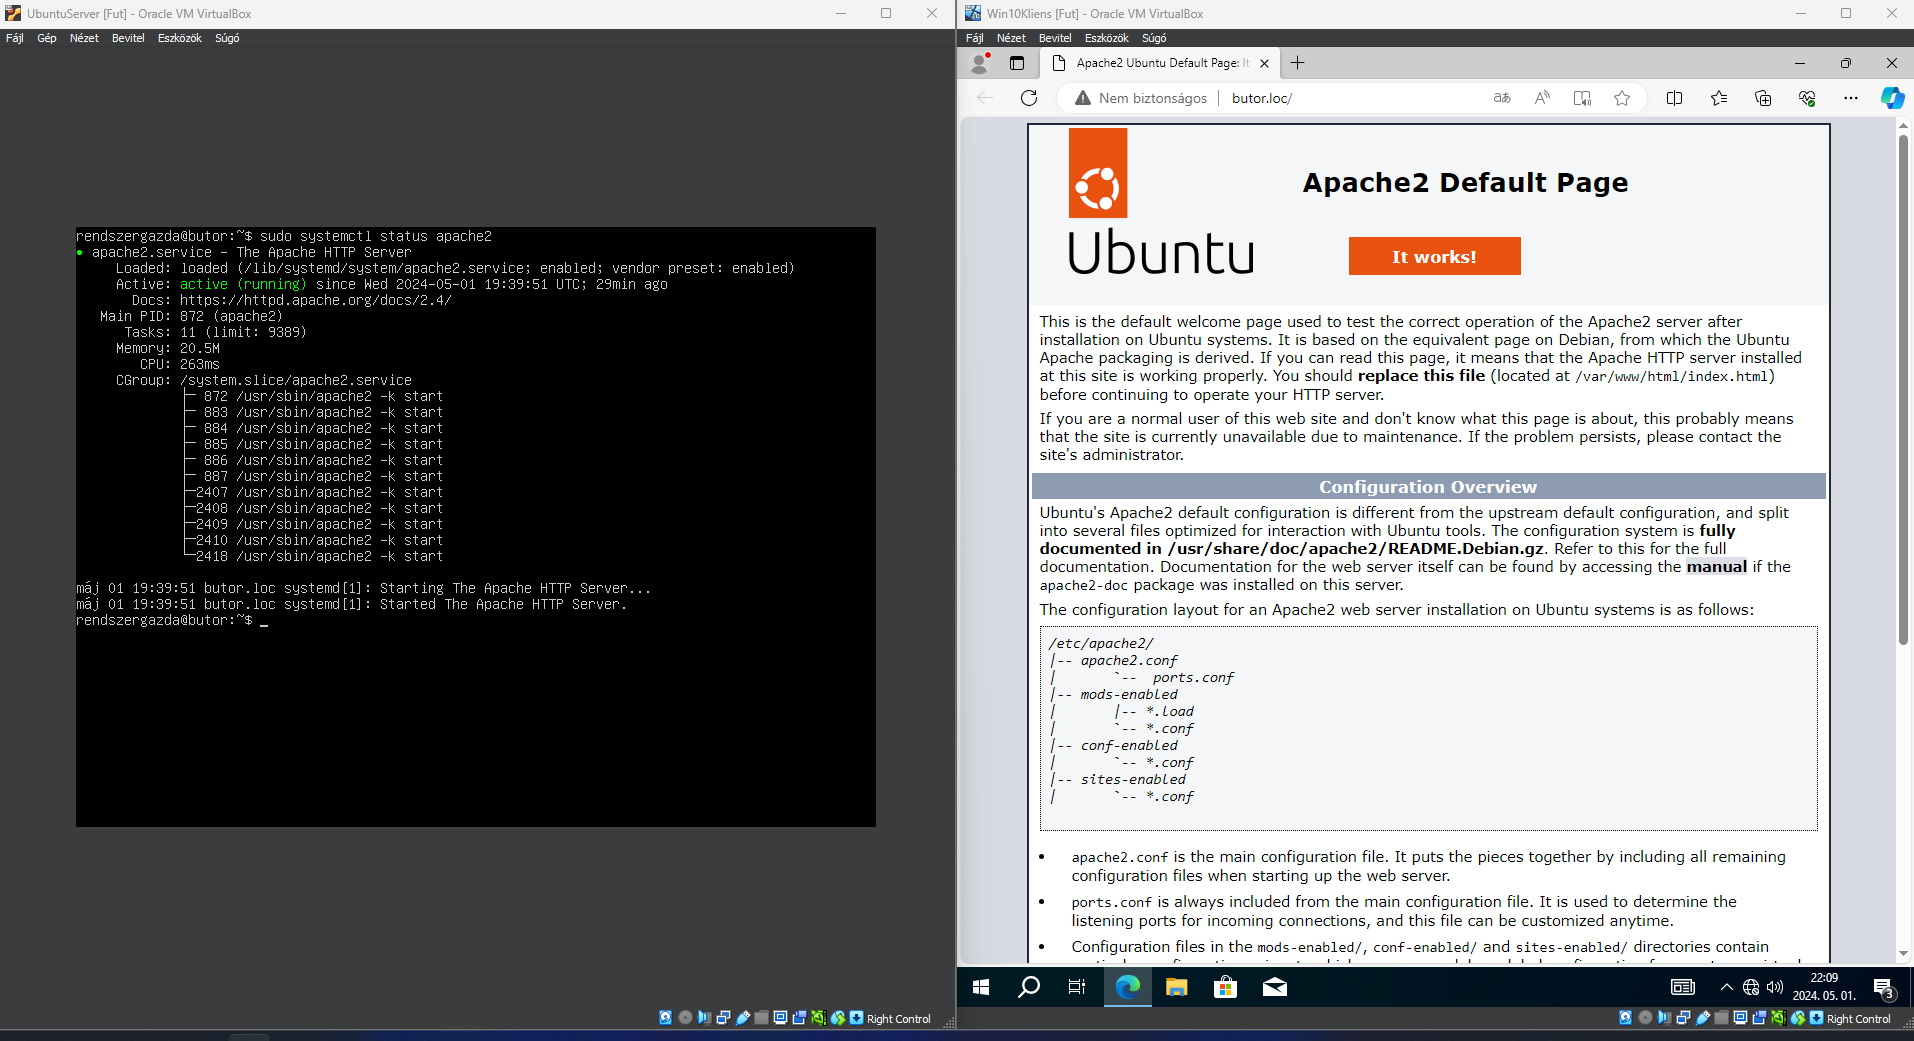 UbuntuServer [Fut] - Oracle VM VirtualBox
Fájl Gép Nézet Bevitel Eszközök Súgó
rendszergazda@butor:~$ sudo systemctl status apache2
● apache2.service - The Apache HTTP Server
Loaded: loaded (/lib/systemd/system/apache2.service; enabled; vendor preset: enabled)
Active: active (running) since Wed 2024-05-01 19:39:51 UTC; 29min ago
Docs: https://httpd.apache.org/docs/2.4/
Main PID: 872 (apache2)
Tasks: 11 (limit: 9389)
Memory: 20.5M
CPU: 263ms
CGroup: /system.slice/apache2.service
├─ 872 /usr/sbin/apache2 -k start
├─ 883 /usr/sbin/apache2 -k start
├─ 884 /usr/sbin/apache2 -k start
├─ 885 /usr/sbin/apache2 -k start
├─ 886 /usr/sbin/apache2 -k start
├─ 887 /usr/sbin/apache2 -k start
├─2407 /usr/sbin/apache2 -k start
├─2408 /usr/sbin/apache2 -k start
├─2409 /usr/sbin/apache2 -k start
├─2410 /usr/sbin/apache2 -k start
└─2418 /usr/sbin/apache2 -k start
máj 01 19:39:51 butor.loc systemd[1]: Starting The Apache HTTP Server...
máj 01 19:39:51 butor.loc systemd[1]: Started The Apache HTTP Server.
rendszergazda@butor:~$ _
Right Control
Win10Kliens [Fut] - Oracle VM VirtualBox
Fájl Nézet Bevitel Eszközök Súgó
Apache2 Ubuntu Default Page: It
Nem biztonságos | butor.loc/
Apache2 Default Page
Ubuntu
It works!
This is the default welcome page used to test the correct operation of the Apache2 server after
installation on Ubuntu systems. It is based on the equivalent page on Debian, from which the Ubuntu
Apache packaging is derived. If you can read this page, it means that the Apache HTTP server installed
at this site is working properly. You should replace this file (located at /var/www/html/index.html)
before continuing to operate your HTTP server.
If you are a normal user of this web site and don't know what this page is about, this probably means
that the site is currently unavailable due to maintenance. If the problem persists, please contact the
site's administrator.
Configuration Overview
Ubuntu's Apache2 default configuration is different from the upstream default configuration, and split
into several files optimized for interaction with Ubuntu tools. The configuration system is fully
documented in /usr/share/doc/apache2/README.Debian.gz. Refer to this for the full
documentation. Documentation for the web server itself can be found by accessing the manual if the
apache2-doc package was installed on this server.
The configuration layout for an Apache2 web server installation on Ubuntu systems is as follows:
/etc/apache2/
|-- apache2.conf
|       `--  ports.conf
|-- mods-enabled
|       |-- *.load
|       `-- *.conf
|-- conf-enabled
|       `-- *.conf
|-- sites-enabled
|       `-- *.conf
• apache2.conf is the main configuration file. It puts the pieces together by including all remaining
configuration files when starting up the web server.
• ports.conf is always included from the main configuration file. It is used to determine the
listening ports for incoming connections, and this file can be customized anytime.
• Configuration files in the mods-enabled/, conf-enabled/ and sites-enabled/ directories contain
22:09
2024. 05. 01.
3
Right Control